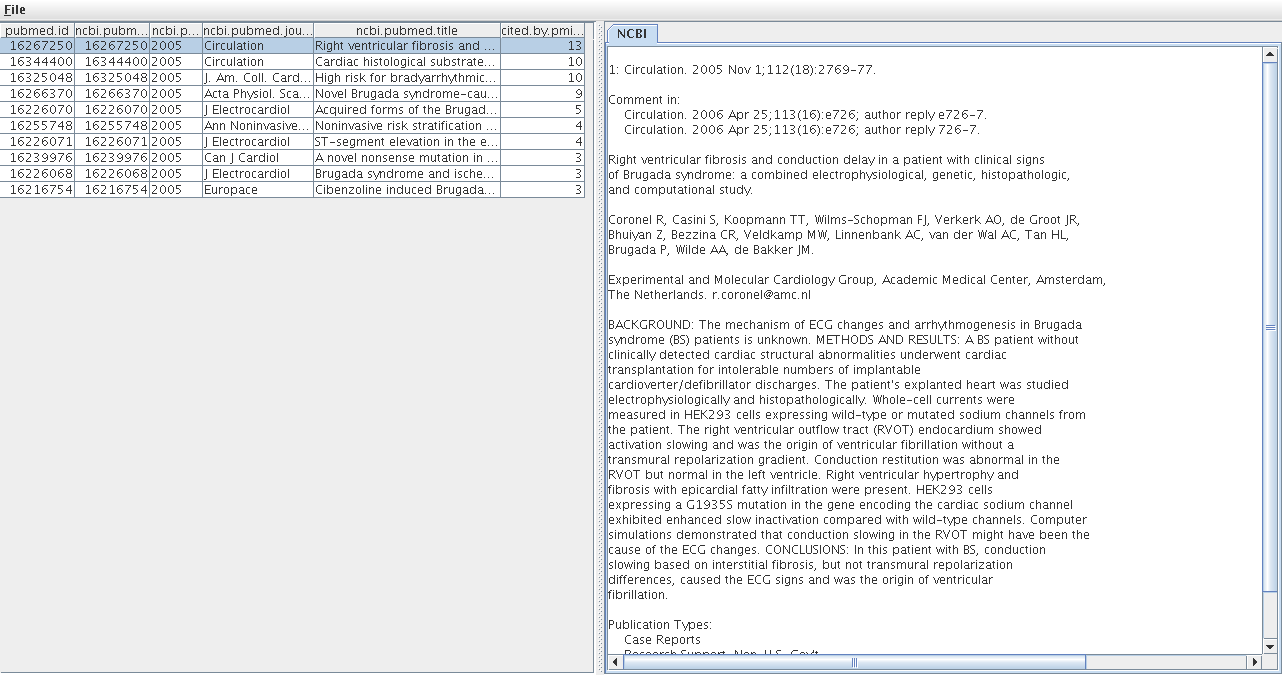 File
pubmed.id ncbi.pubm... ncbi.p... ncbi.pubmed.jou... ncbi.pubmed.title cited.by.pmi...
16267250 16267250 2005 Circulation Right ventricular fibrosis and ... 13
16344400 16344400 2005 Circulation Cardiac histological substrate... 10
16325048 16325048 2005 J. Am. Coll. Card... High risk for bradyarrhythmic... 10
16266370 16266370 2005 Acta Physiol. Sca... Novel Brugada syndrome-cau... 9
16226070 16226070 2005 J Electrocardiol Acquired forms of the Brugad... 5
16255748 16255748 2005 Ann Noninvasive... Noninvasive risk stratification ... 4
16226071 16226071 2005 J Electrocardiol ST-segment elevation in the e... 4
16239976 16239976 2005 Can J Cardiol A novel nonsense mutation in ... 3
16226068 16226068 2005 J Electrocardiol Brugada syndrome and ische... 3
16216754 16216754 2005 Europace Cibenzoline induced Brugada... 3
NCBI
1: Circulation. 2005 Nov 1;112(18):2769-77.
Comment in:
Circulation. 2006 Apr 25;113(16):e726; author reply e726-7.
Circulation. 2006 Apr 25;113(16):e726; author reply 726-7.
Right ventricular fibrosis and conduction delay in a patient with clinical signs
of Brugada syndrome: a combined electrophysiological, genetic, histopathologic,
and computational study.
Coronel R, Casini S, Koopmann TT, Wilms-Schopman FJ, Verkerk AO, de Groot JR,
Bhuiyan Z, Bezzina CR, Veldkamp MW, Linnenbank AC, van der Wal AC, Tan HL,
Brugada P, Wilde AA, de Bakker JM.
Experimental and Molecular Cardiology Group, Academic Medical Center, Amsterdam,
The Netherlands. r.coronel@amc.nl
BACKGROUND: The mechanism of ECG changes and arrhythmogenesis in Brugada
syndrome (BS) patients is unknown. METHODS AND RESULTS: A BS patient without
clinically detected cardiac structural abnormalities underwent cardiac
transplantation for intolerable numbers of implantable
cardioverter/defibrillator discharges. The patient's explanted heart was studied
electrophysiologically and histopathologically. Whole-cell currents were
measured in HEK293 cells expressing wild-type or mutated sodium channels from
the patient. The right ventricular outflow tract (RVOT) endocardium showed
activation slowing and was the origin of ventricular fibrillation without a
transmural repolarization gradient. Conduction restitution was abnormal in the
RVOT but normal in the left ventricle. Right ventricular hypertrophy and
fibrosis with epicardial fatty infiltration were present. HEK293 cells
expressing a G1935S mutation in the gene encoding the cardiac sodium channel
exhibited enhanced slow inactivation compared with wild-type channels. Computer
simulations demonstrated that conduction slowing in the RVOT might have been the
cause of the ECG changes. CONCLUSIONS: In this patient with BS, conduction
slowing based on interstitial fibrosis, but not transmural repolarization
differences, caused the ECG signs and was the origin of ventricular
fibrillation.
Publication Types:
Case Reports
Research Support, Non-U.S. Gov't